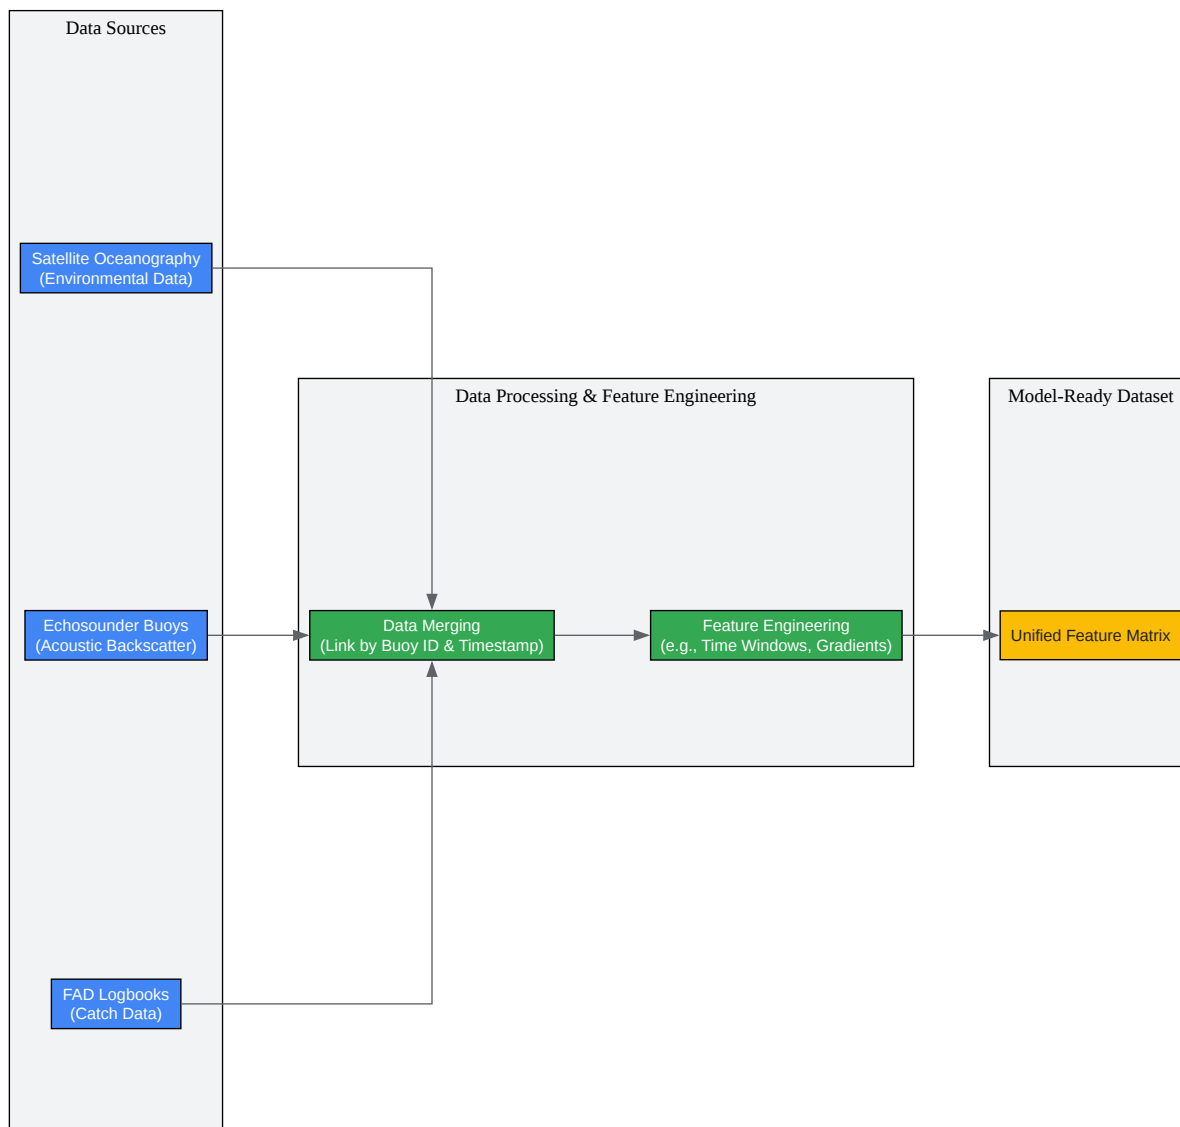 Data Sources
Satellite Oceanography
(Environmental Data)
Data Processing & Feature Engineering
Model-Ready Dataset
Echosounder Buoys
(Acoustic Backscatter)
Data Merging
(Link by Buoy ID & Timestamp)
Feature Engineering
(e.g., Time Windows, Gradients)
Unified Feature Matrix
FAD Logbooks
(Catch Data)